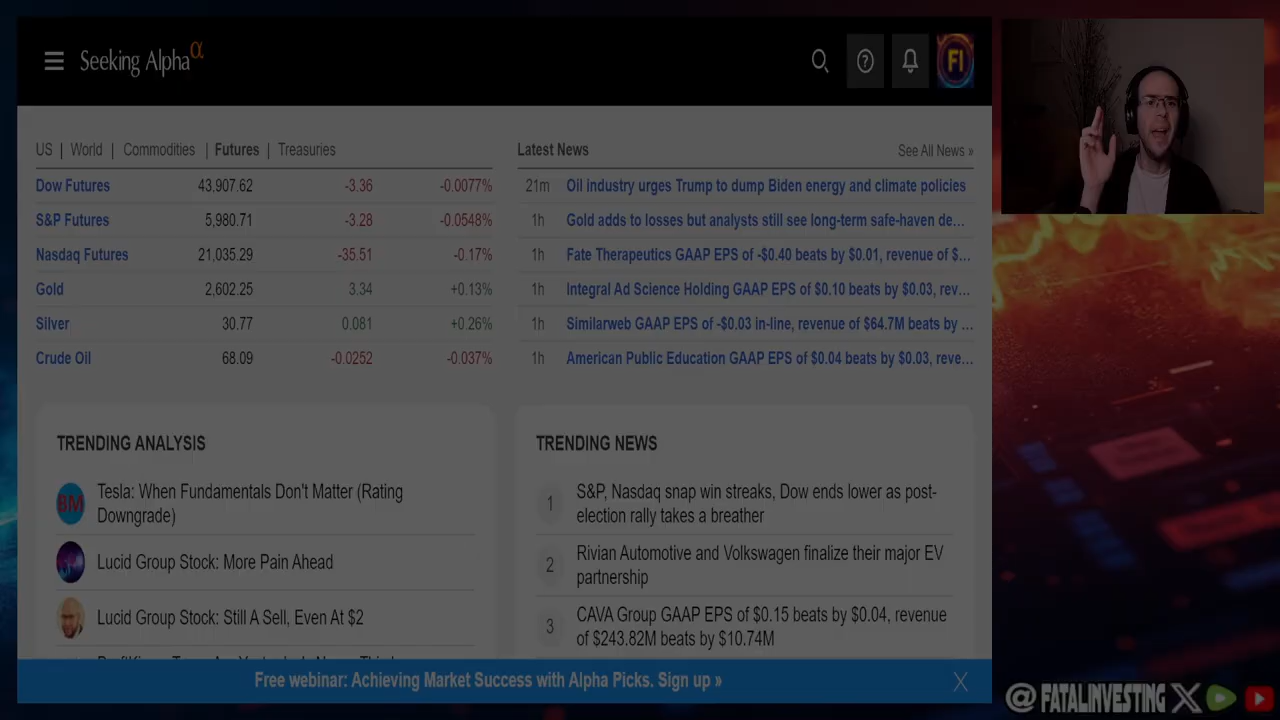 Seeking Alpha α
FI
US | World | Commodities | Futures | Treasuries
Dow Futures 43,907.62 -3.36 -0.0077%
S&P Futures 5,980.71 -3.28 -0.0548%
Nasdaq Futures 21,035.29 -35.51 -0.17%
Gold 2,602.25 3.34 +0.13%
Silver 30.77 0.081 +0.26%
Crude Oil 68.09 -0.0252 -0.037%
Latest News See All News »
21m Oil industry urges Trump to dump Biden energy and climate policies
1h Gold adds to losses but analysts still see long-term safe-haven de...
1h Fate Therapeutics GAAP EPS of -$0.40 beats by $0.01, revenue of $...
1h Integral Ad Science Holding GAAP EPS of $0.10 beats by $0.03, rev...
1h Similarweb GAAP EPS of -$0.03 in-line, revenue of $64.7M beats by ...
1h American Public Education GAAP EPS of $0.04 beats by $0.03, reve...
TRENDING ANALYSIS
BM
Tesla: When Fundamentals Don't Matter (Rating
Downgrade)
Lucid Group Stock: More Pain Ahead
Lucid Group Stock: Still A Sell, Even At $2
TRENDING NEWS
1 S&P, Nasdaq snap win streaks, Dow ends lower as post-
election rally takes a breather
2 Rivian Automotive and Volkswagen finalize their major EV
partnership
3 CAVA Group GAAP EPS of $0.15 beats by $0.04, revenue
of $243.82M beats by $10.74M
Free webinar: Achieving Market Success with Alpha Picks. Sign up » X
@FATALINVESTING